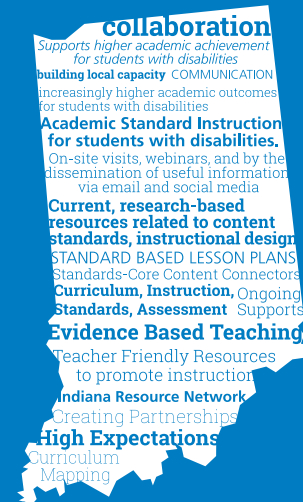 collaboration
Supports higher academic achievement
for students with disabilities
building local capacity COMMUNICATION
increasingly higher academic outcomes
for students with disabilities
Academic Standard Instruction
for students with disabilities.
On-site visits, webinars, and by the
dissemination of useful information
via email and social media
Current, research-based
resources related to content
standards, instructional design
STANDARD BASED LESSON PLANS
Standards-Core Content Connectors
Curriculum, Instruction, Ongoing
Standards, Assessment Supports
Evidence Based Teaching
Teacher Friendly Resources
to promote instruction
Indiana Resource Network
Creating Partnerships
High Expectations
Curriculum
Mapping